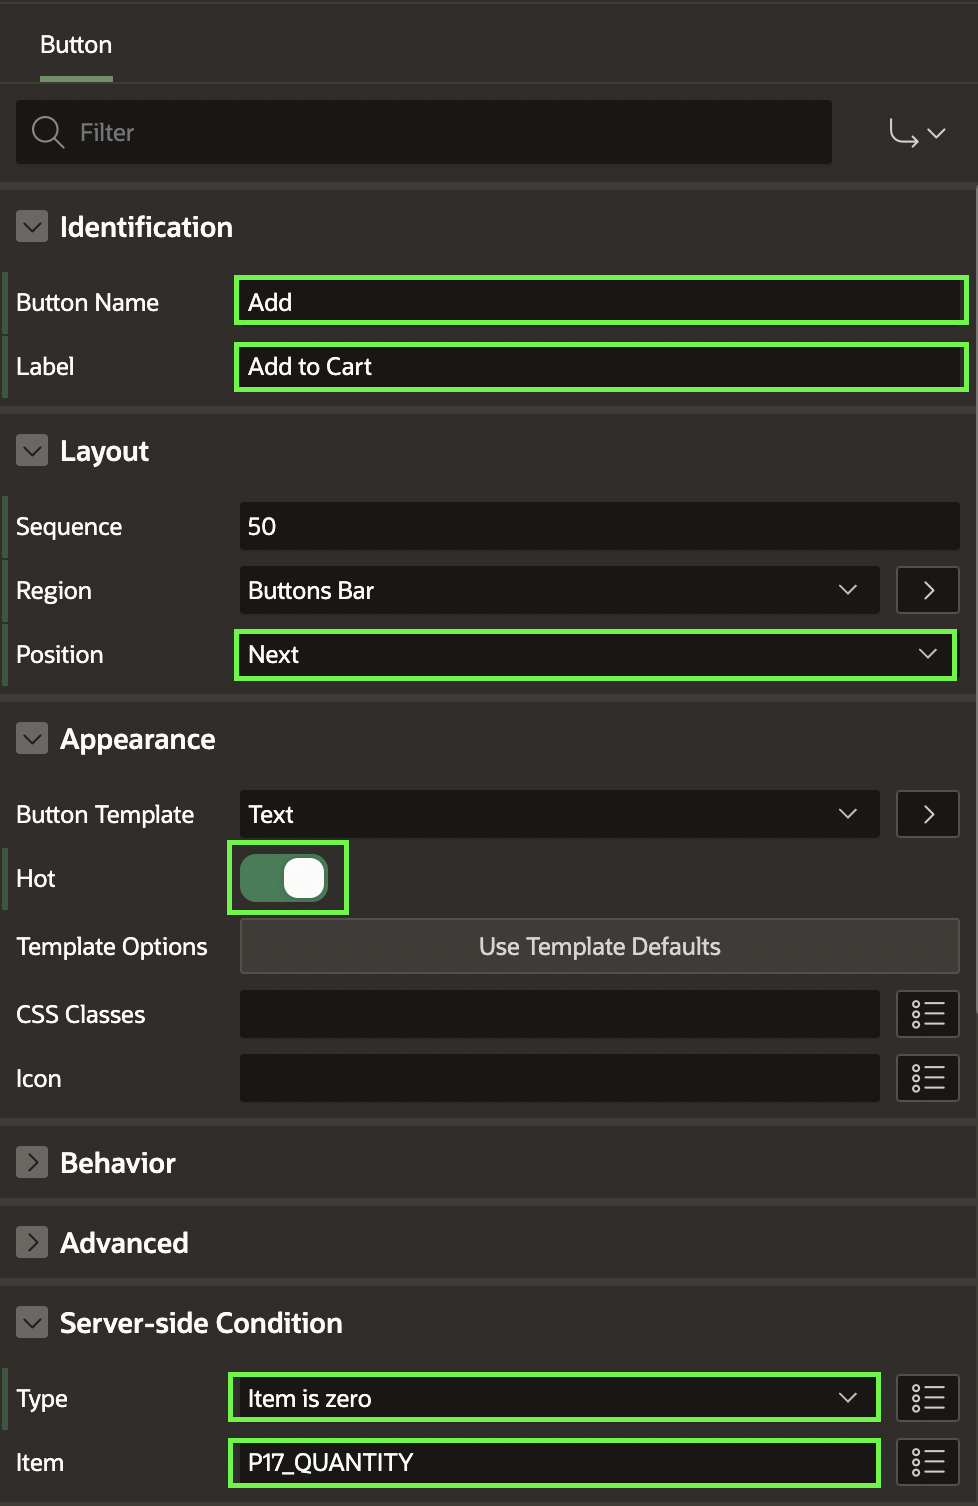 Button
Filter
Identification
Button Name Add
Label Add to Cart
Layout
Sequence 50
Region Buttons Bar
Position Next
Appearance
Button Template Text
Hot
Template Options Use Template Defaults
CSS Classes
Icon
Behavior
Advanced
Server-side Condition
Type Item is zero
Item P17_QUANTITY